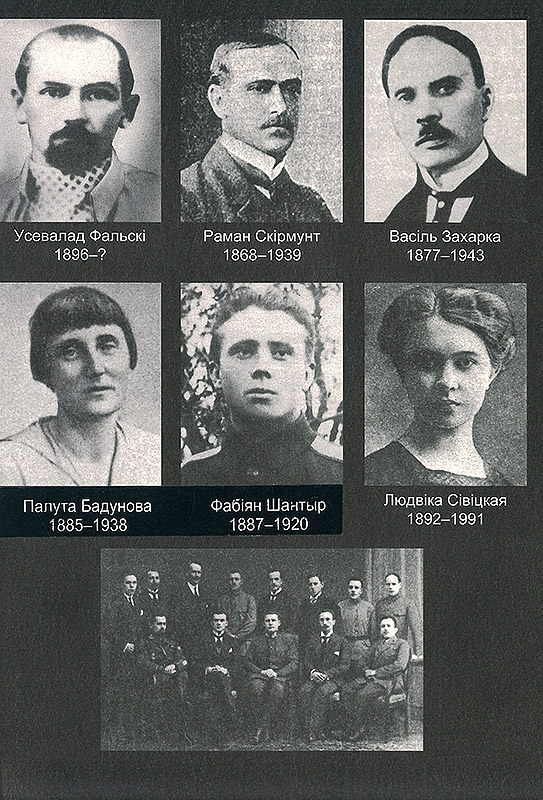 Усевалад Фальскі
1896–?
Раман Скірмунт
1868–1939
Васіль Захарка
1877–1943
Палута Бадунова
1885–1938
Фабіян Шантыр
1887–1920
Людвіка Сівіцкая
1892–1991